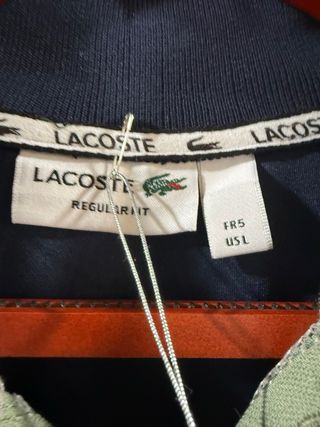 LACOSTE LACOSTE
LACOSTE
REGULAR FIT
FR5
US L